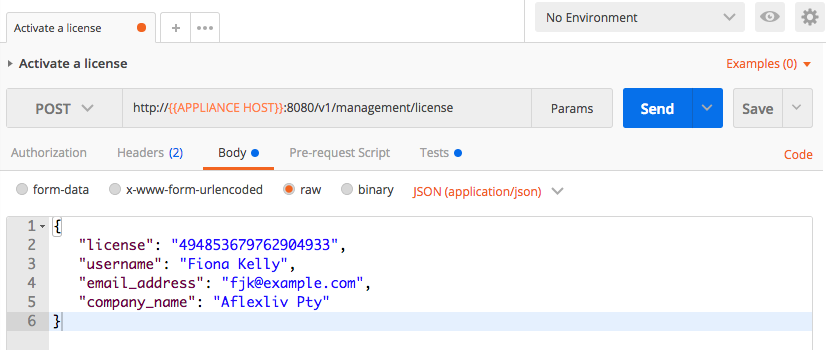 Activate a license
No Environment
Activate a license
Examples (0)
POST http://{{APPLIANCE HOST}}:8080/v1/management/license Params Send Save
Authorization Headers (2) Body Pre-request Script Tests Code
form-data x-www-form-urlencoded raw binary JSON (application/json)
1 {
2 "license": "494853679762904933",
3 "username": "Fiona Kelly",
4 "email_address": "fjk@example.com",
5 "company_name": "Aflexliv Pty"
6 }